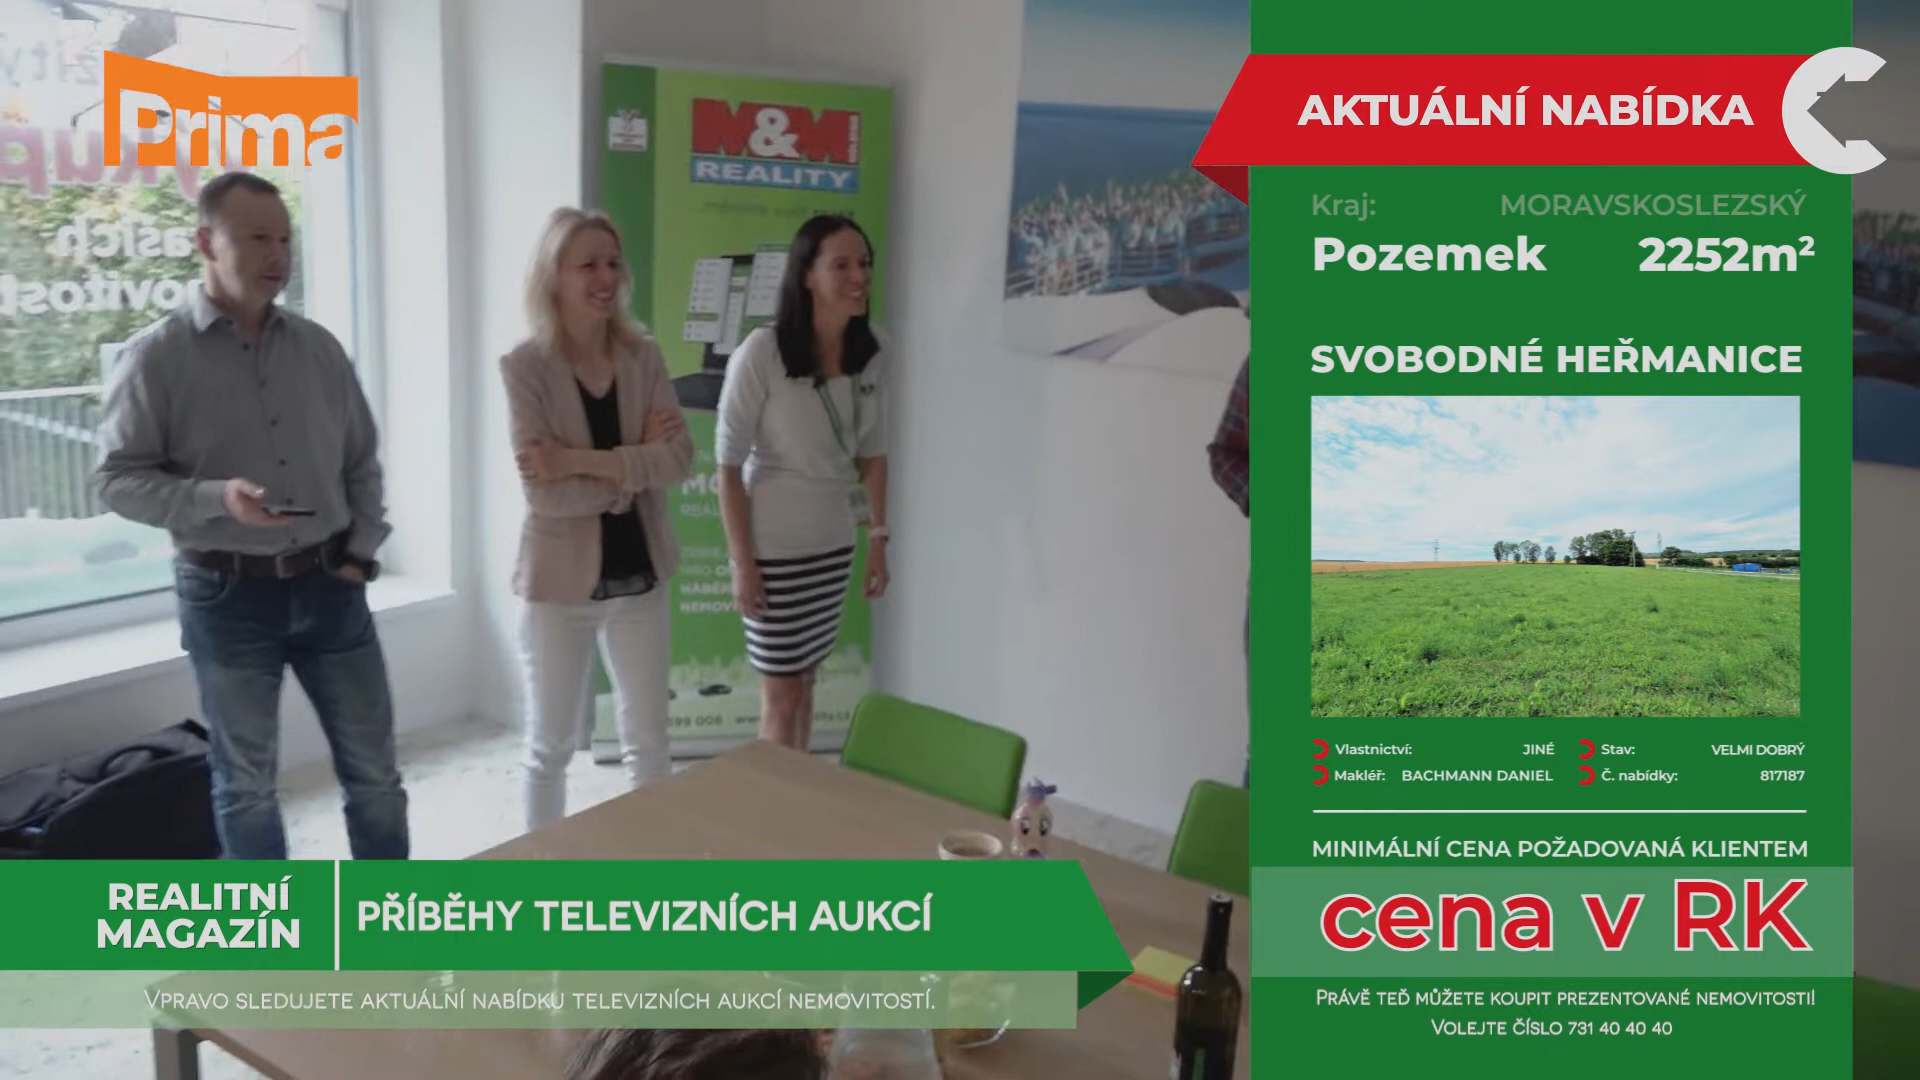 Prima
M&M
HOLDING
REALITY
AKTUÁLNÍ NABÍDKA
Kraj: MORAVSKOSLEZSKÝ
Pozemek 2252m²
SVOBODNÉ HEŘMANICE
Vlastnictví: JINÉ Stav: VELMI DOBRÝ
Makléř: BACHMANN DANIEL Č. nabídky: 817187
MINIMÁLNÍ CENA POŽADOVANÁ KLIENTEM
cena v RK
PRÁVĚ TEĎ MŮŽETE KOUPIT PREZENTOVANÉ NEMOVITOSTI!
VOLEJTE ČÍSLO 731 40 40 40
REALITNÍ
MAGAZÍN
PŘÍBĚHY TELEVIZNÍCH AUKCÍ
VPRAVO SLEDUJETE AKTUÁLNÍ NABÍDKU TELEVIZNÍCH AUKCÍ NEMOVITOSTÍ.